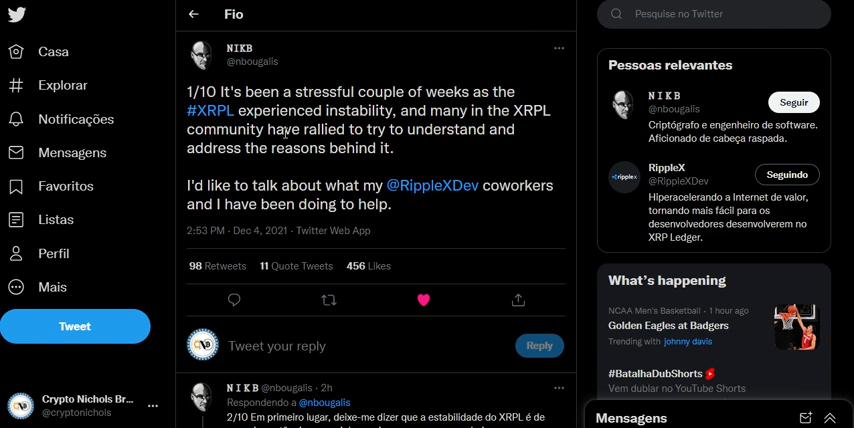 Fio
Pesquise no Twitter
Casa
Explorar
Notificações
Mensagens
Favoritos
Listas
Perfil
Mais
Tweet
Crypto Nichols Br...
@cryptonichols
NIKB
@nbougalis
1/10 It's been a stressful couple of weeks as the
#XRPL experienced instability, and many in the XRPL
community have rallied to try to understand and
address the reasons behind it.
I'd like to talk about what my @RippleXDev coworkers
and I have been doing to help.
2:53 PM · Dec 4, 2021 · Twitter Web App
98 Retweets 11 Quote Tweets 456 Likes
Tweet your reply
Reply
NIKB @nbougalis · 2h
Respondendo a @nbougalis
2/10 Em primeiro lugar, deixe-me dizer que a estabilidade do XRPL é de
Pessoas relevantes
NIKB
@nbougalis
Seguir
Criptógrafo e engenheiro de software.
Aficionado de cabeça raspada.
ripplex
RippleX
@RippleXDev
Seguindo
Hiperacelerando a Internet de valor,
tornando mais fácil para os
desenvolvedores desenvolverem no
XRP Ledger.
What's happening
NCAA Men's Basketball · 1 hour ago
Golden Eagles at Badgers
Trending with johnny davis
#BatalhaDubShorts
Vem dublar no YouTube Shorts
Mensagens